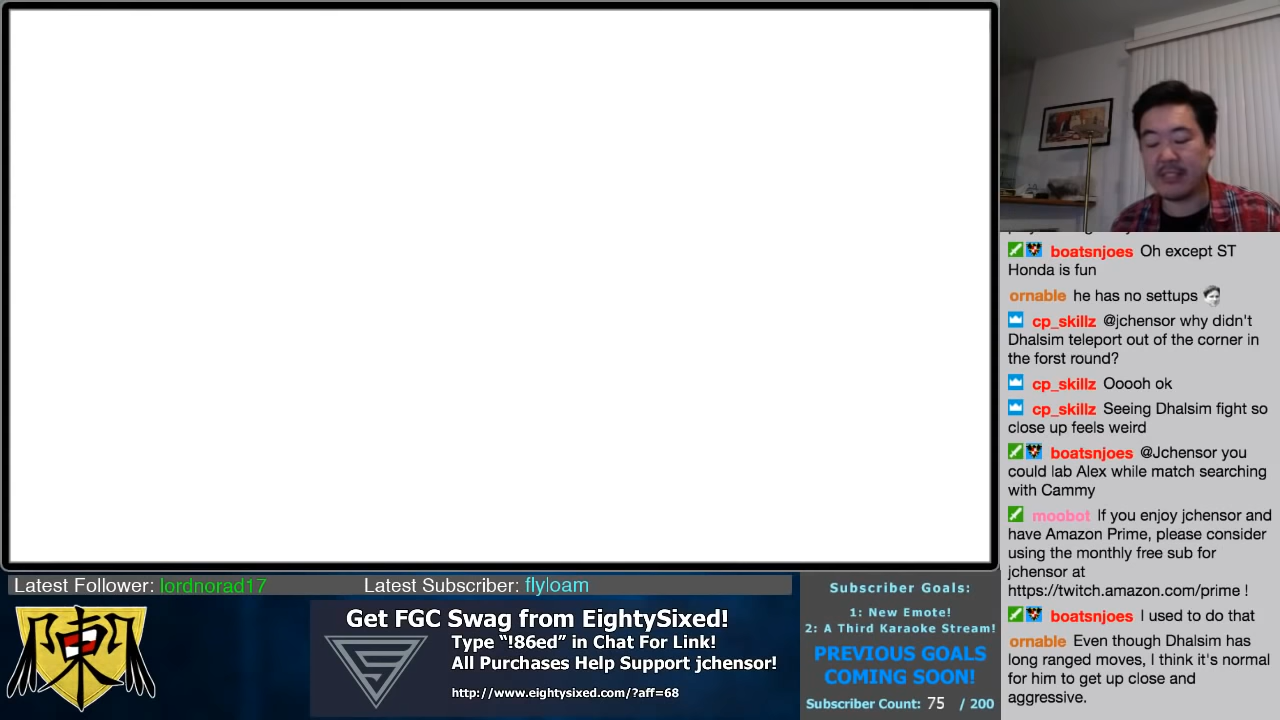 boatsnjoes Oh except ST
Honda is fun
ornable he has no settups
cp_skillz @jchensor why didn't
Dhalsim teleport out of the corner in
the forst round?
cp_skillz Ooooh ok
cp_skillz Seeing Dhalsim fight so
close up feels weird
boatsnjoes @Jchensor you
could lab Alex while match searching
with Cammy
moobot If you enjoy jchensor and
have Amazon Prime, please consider
using the monthly free sub for
jchensor at
https://twitch.amazon.com/prime !
boatsnjoes I used to do that
ornable Even though Dhalsim has
long ranged moves, I think it's normal
for him to get up close and
aggressive.
Latest Follower: lordnorad17
Latest Subscriber: flyloam
Get FGC Swag from EightySixed!
Type "!86ed" in Chat For Link!
All Purchases Help Support jchensor!
http://www.eightysixed.com/?aff=68
Subscriber Goals:
1: New Emote!
2: A Third Karaoke Stream!
PREVIOUS GOALS
COMING SOON!
Subscriber Count: 75 / 200